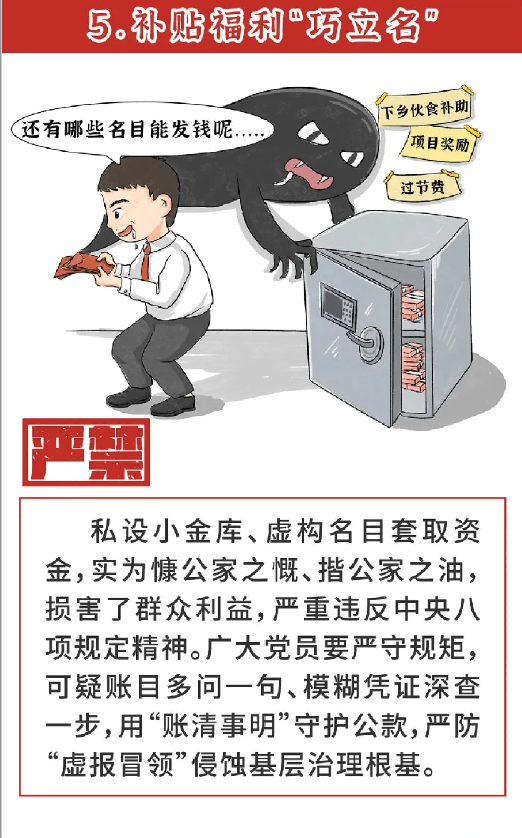 5.补贴福利“巧立名”
还有哪些名目能发钱呢.....
下乡伙食补助
项目奖励
过节费
严禁
私设小金库、虚构名目套取资
金,实为慷公家之慨、揩公家之油,
损害了群众利益,严重违反中央八
项规定精神。广大党员要严守规矩,
可疑账目多问一句、模糊凭证深查
一步,用“账清事明”守护公款,严防
“虚报冒领”侵蚀基层治理根基。